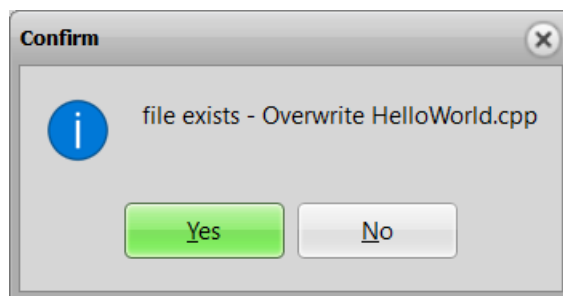 Confirm
file exists - Overwrite HelloWorld.cpp
Yes
No